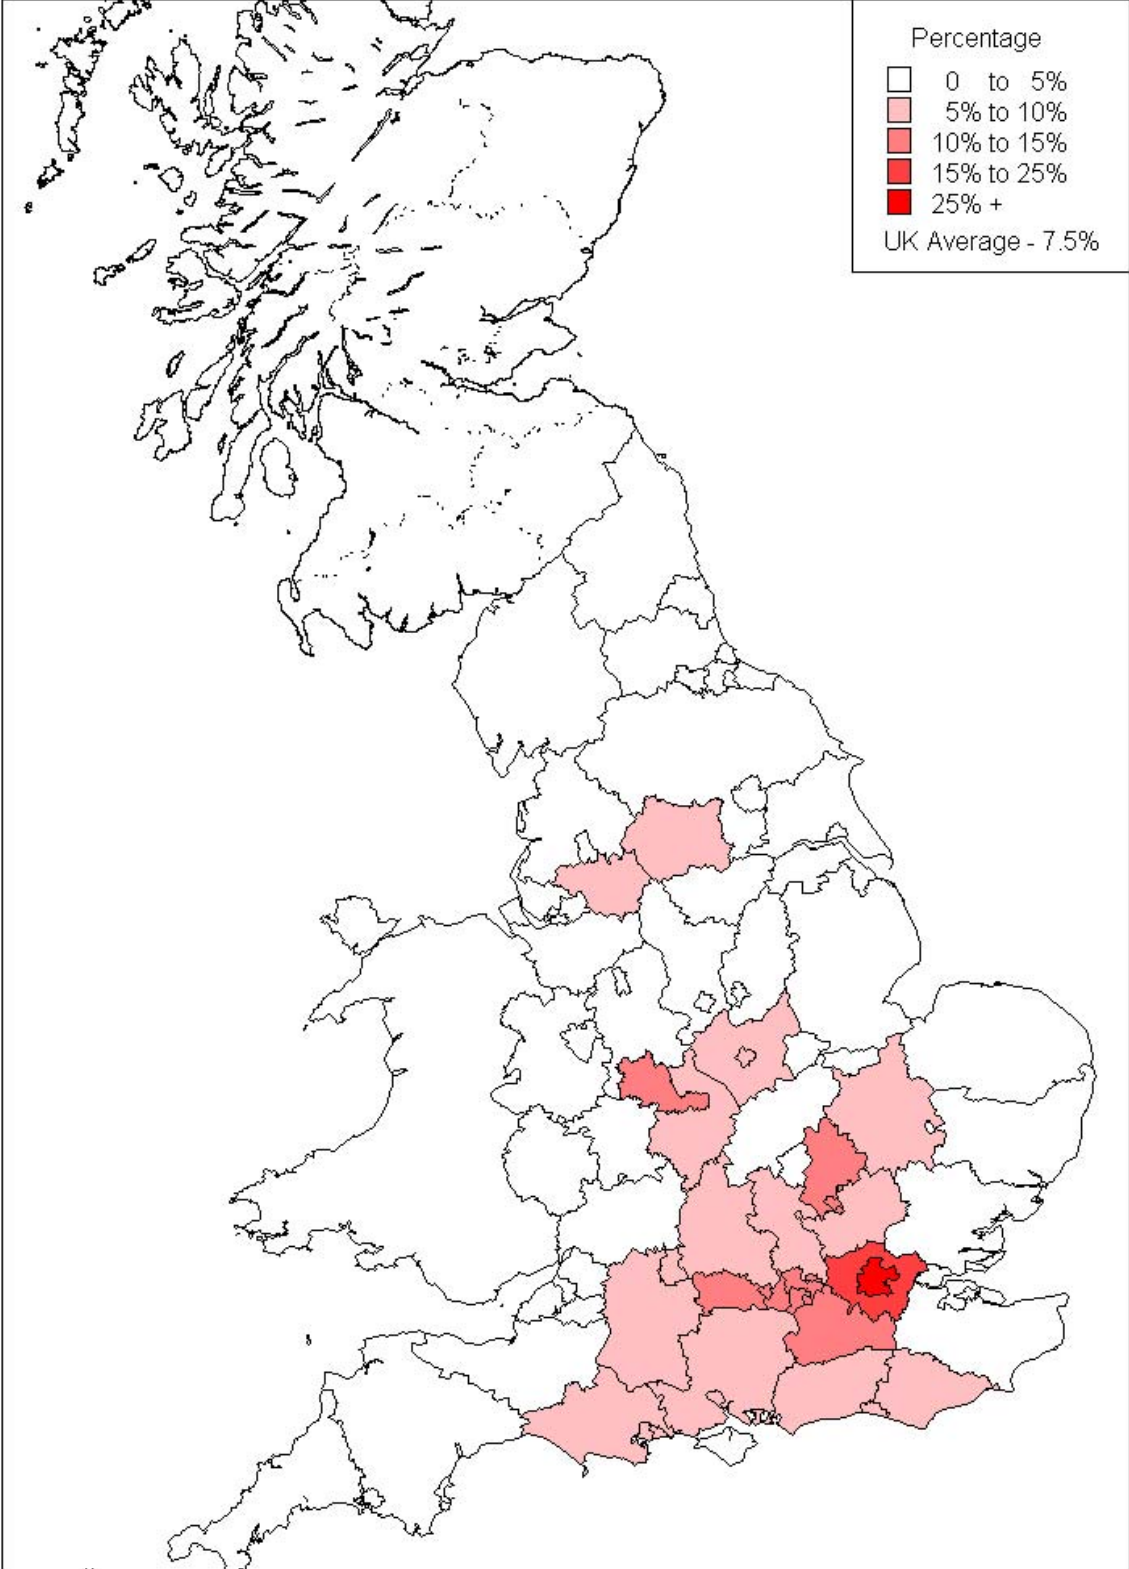 Percentage
0 to 5%
5% to 10%
10% to 15%
15% to 25%
25% +
UK Average - 7.5%